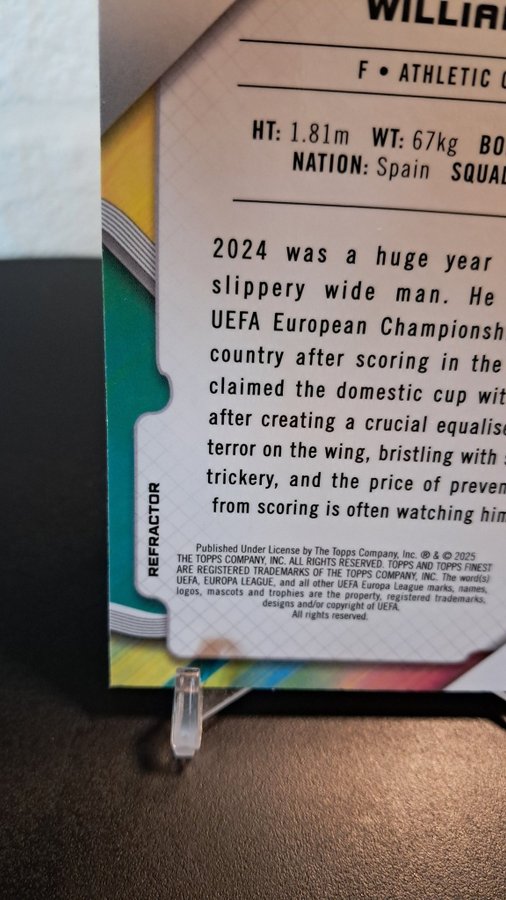 WILLIA
F • ATHLETIC
HT: 1.81m WT: 67kg BO
NATION: Spain SQUAD
2024 was a huge year
slippery wide man. He
UEFA European Championsh
country after scoring in the
claimed the domestic cup wit
after creating a crucial equalise
terror on the wing, bristling with
trickery, and the price of preven
from scoring is often watching him
REFRACTOR
Published Under License by The Topps Company, Inc. ® & © 2025
THE TOPPS COMPANY, INC. ALL RIGHTS RESERVED. TOPPS AND TOPPS FINEST
ARE REGISTERED TRADEMARKS OF THE TOPPS COMPANY, INC. The word(s)
UEFA, EUROPA LEAGUE, and all other UEFA Europa League marks, names,
logos, mascots and trophies are the property, registered trademarks,
designs and/or copyright of UEFA.
All rights reserved.